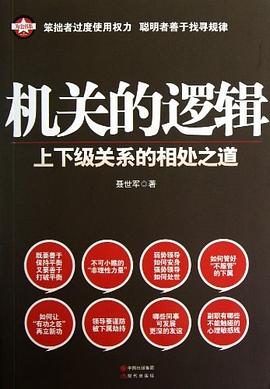 笨拙者过度使用权力 聪明者善于找寻规律
机关的逻辑
上下级关系的相处之道
聂世军◎著
既要善于
保持平衡
又要善于
打破平衡
不可小瞧的
“非理性力量”
弱势领导
如何安身
强势领导
如何处世
如何管好
“不服管”
的下属
如何让
“有功之臣”
再立新功
领导要谨防
被下属劫持
哪些同事
可发展
更深的友谊
副职有哪些
不能触碰的
心理敏感线
中国出版集团
现代出版社